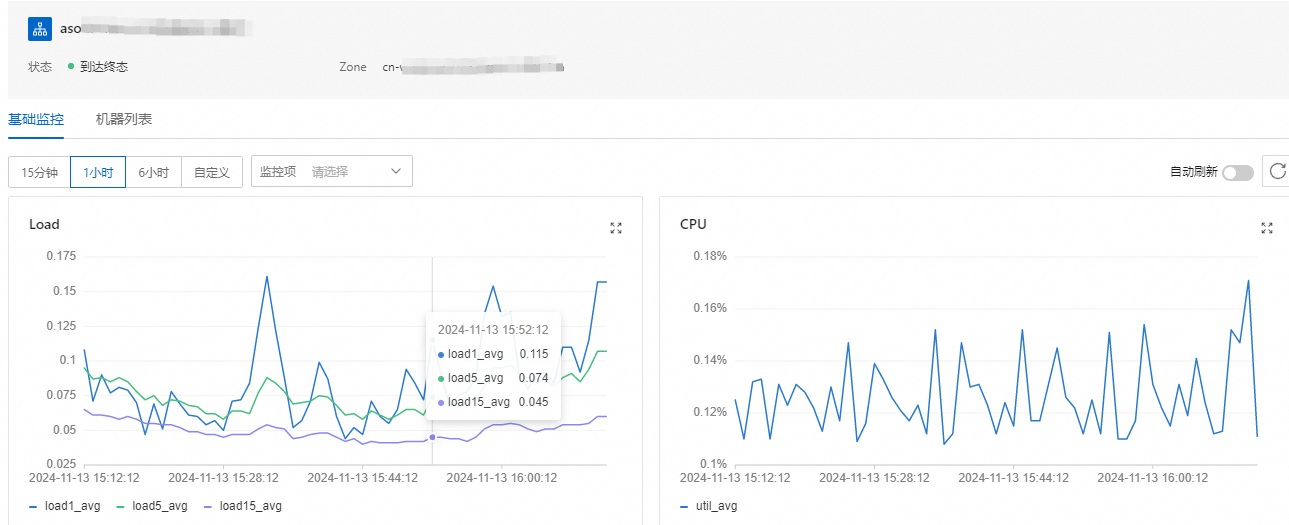 aso
状态 到达终态 Zone cn-
基础监控 机器列表
15分钟 1小时 6小时 自定义 监控项 请选择 自动刷新
Load
0.175
0.15
0.125
0.1
0.075
0.05
0.025
2024-11-13 15:12:12 2024-11-13 15:28:12 2024-11-13 15:44:12 2024-11-13 16:00:12
load1_avg load5_avg load15_avg
2024-11-13 15:52:12
load1_avg 0.115
load5_avg 0.074
load15_avg 0.045
CPU
0.18%
0.16%
0.14%
0.12%
0.1%
2024-11-13 15:12:12 2024-11-13 15:28:12 2024-11-13 15:44:12 2024-11-13 16:00:12
util_avg